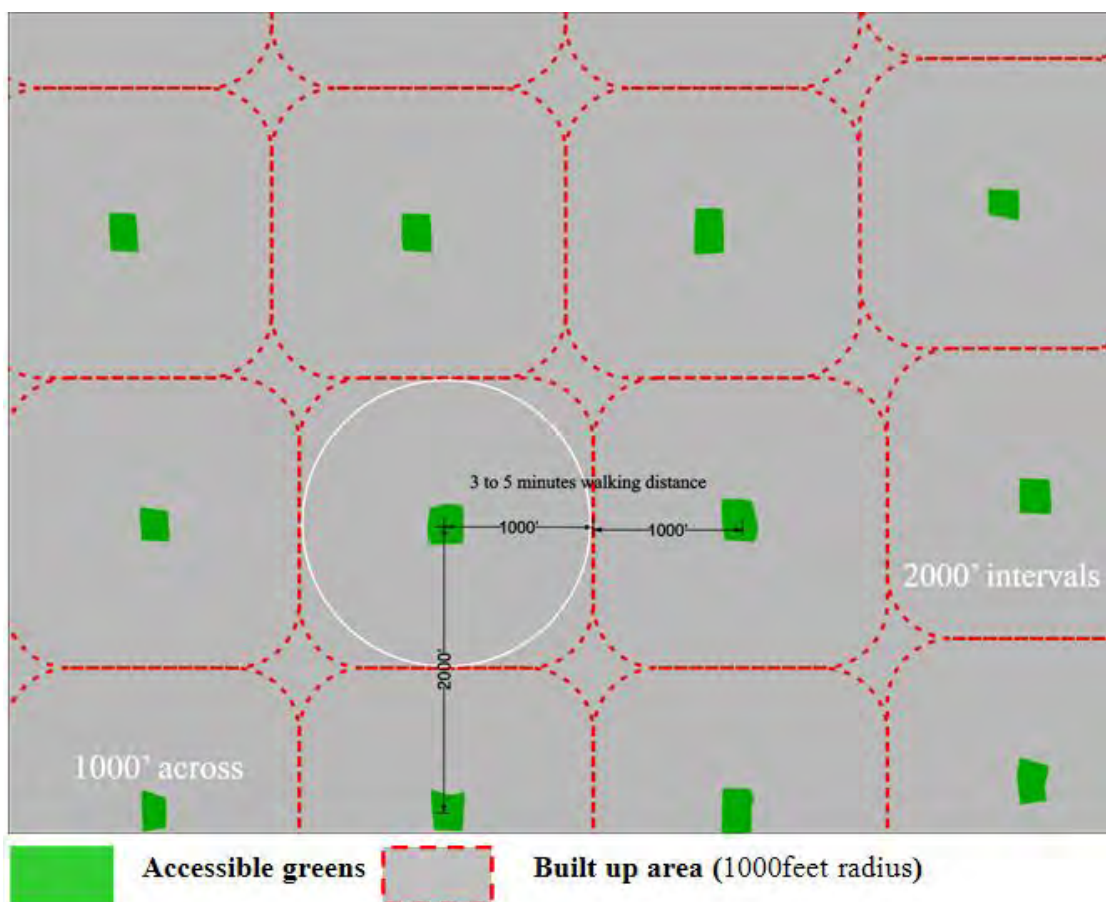 3 to 5 minutes walking distance
1000'
1000'
2000' intervals
2000'
1000' across
Accessible greens
Built up area (1000feet radius)